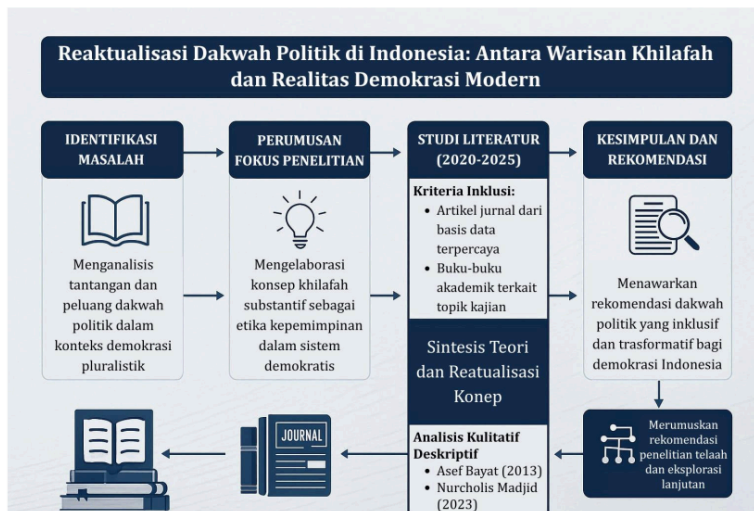 Reaktualisasi Dakwah Politik di Indonesia: Antara Warisan Khilafah
dan Realitas Demokrasi Modern
IDENTIFIKASI
MASALAH
Menganalisis
tantangan dan
peluang dakwah
politik dalam
konteks demokrasi
pluralistik
PERUMUSAN
FOKUS PENELITIAN
Mengelaborasi
konsep khilafah
substantif sebagai
etika kepemimpinan
dalam sistem
demokratis
STUDI LITERATUR
(2020-2025)
Kriteria Inklusi:
• Artikel jurnal dari
basis data
terpercaya
• Buku-buku
akademik terkait
topik kajian
Sintesis Teori
dan Reatualisasi
Konep
Analisis Kulitatif
Deskriptif
• Asef Bayat (2013)
• Nurcholis Madjid
(2023)
KESIMPULAN DAN
REKOMENDASI
Menawarkan
rekomendasi dakwah
politik yang inklusif
dan trasformatif bagi
demokrasi Indonesia
Merumuskan
rekomendasi
penelitian telaah
dan eksplorasi
lanjutan
JOURNAL